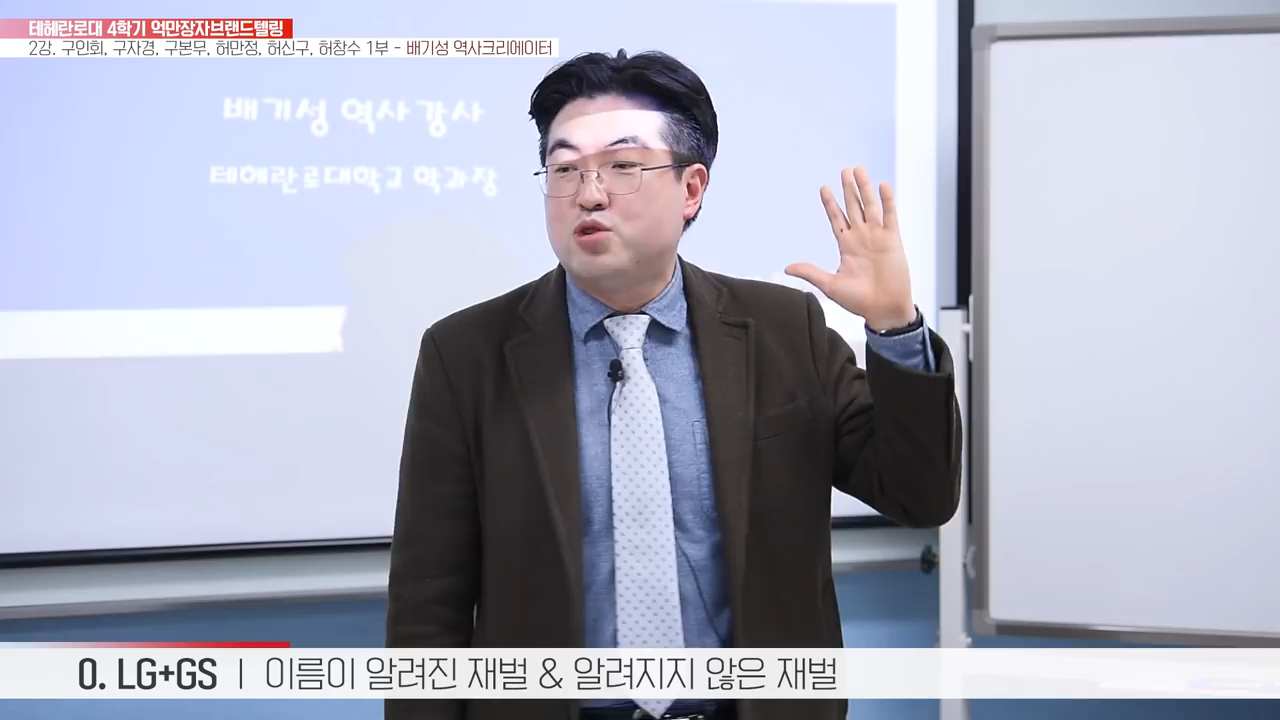 테헤란로대 4학기 억만장자브랜드텔링
2강. 구인회, 구자경, 구본무, 허만정, 허신구, 허창수 1부 - 배기성 역사크리에이터
배기성 역사 강사
테헤란로대학교 학과장
0. LG+GS | 이름이 알려진 재벌 & 알려지지 않은 재벌